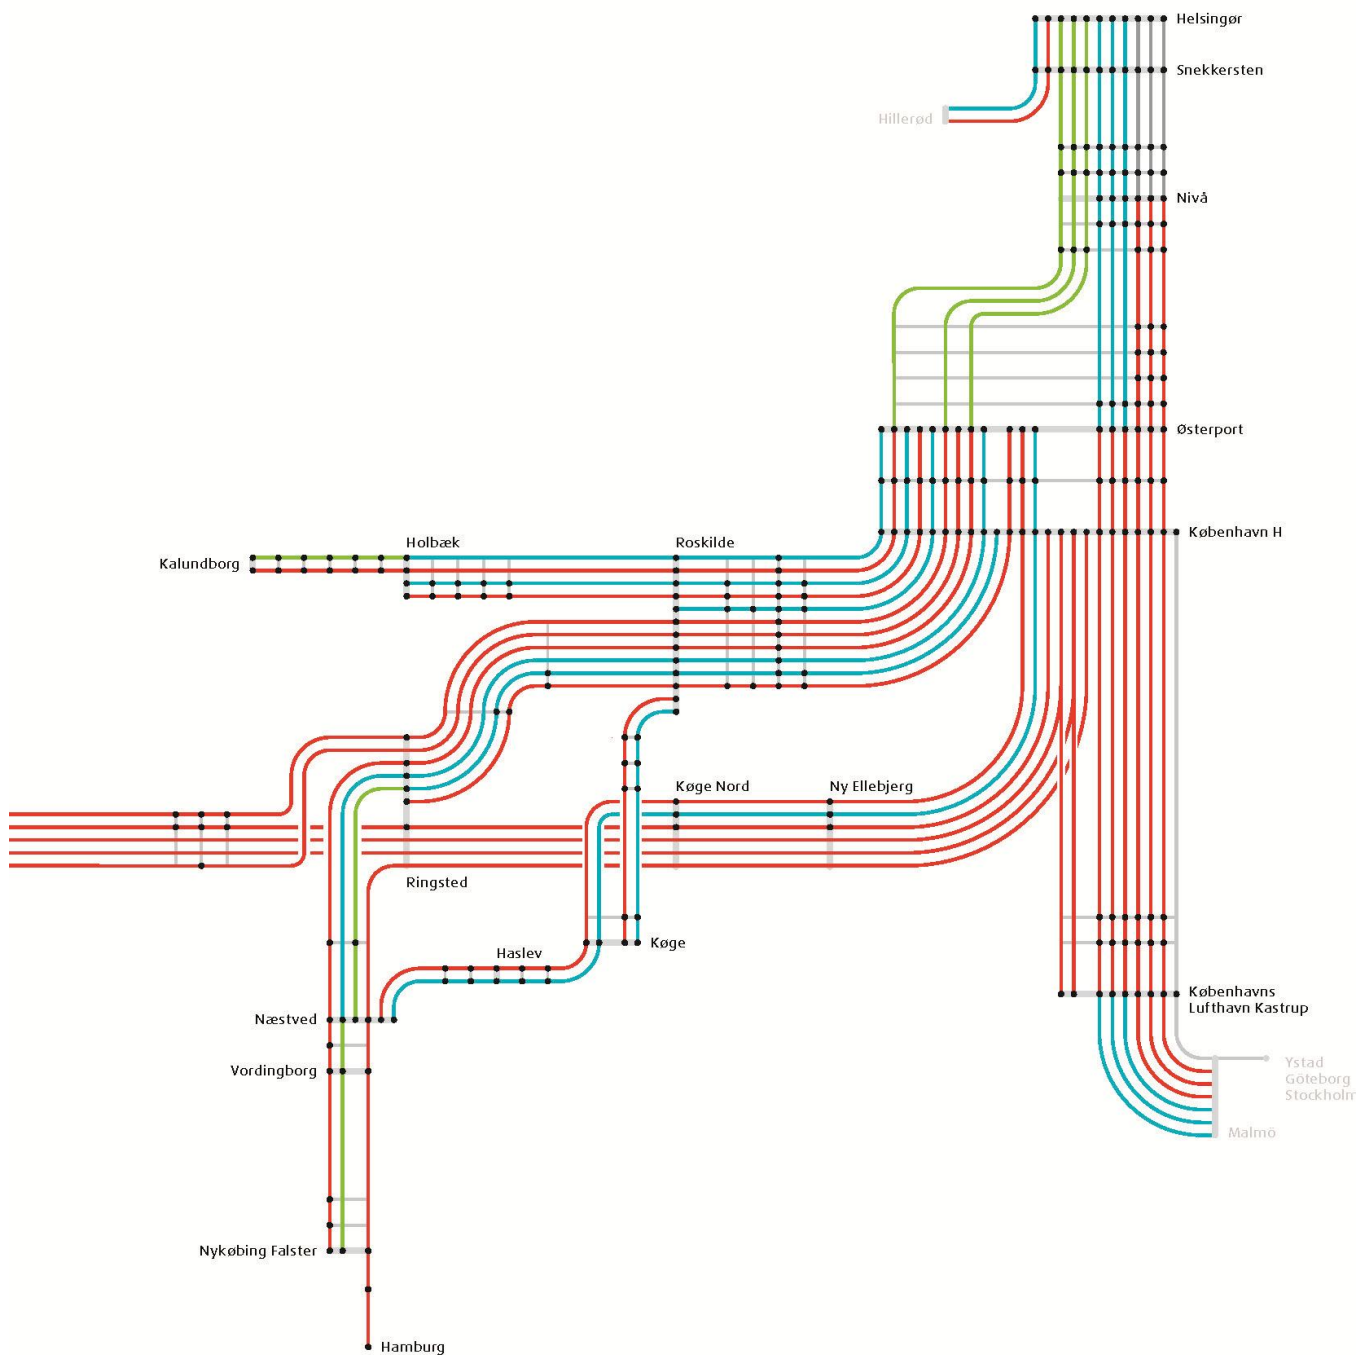 Helsingør
Snekkersten
Hillerød
Nivå
Østerport
København H
Holbæk
Roskilde
Kalundborg
Køge Nord
Ny Ellebjerg
Ringsted
Køge
Haslev
Københavns
Lufthavn Kastrup
Næstved
Vordingborg
Ystad
Göteborg
Stockholm
Malmö
Nykøbing Falster
Hamburg